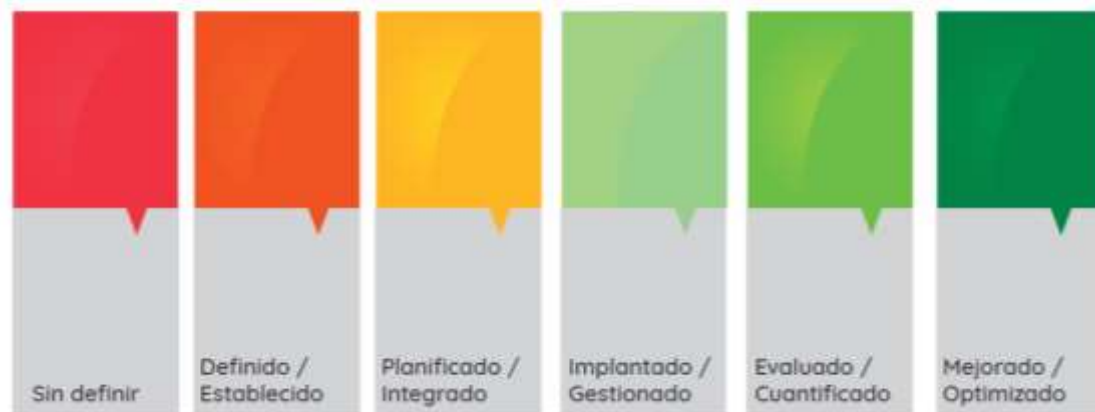 Sin definir
Definido /
Establecido
Planificado /
Integrado
Implantado /
Gestionado
Evaluado /
Cuantificado
Mejorado /
Optimizado